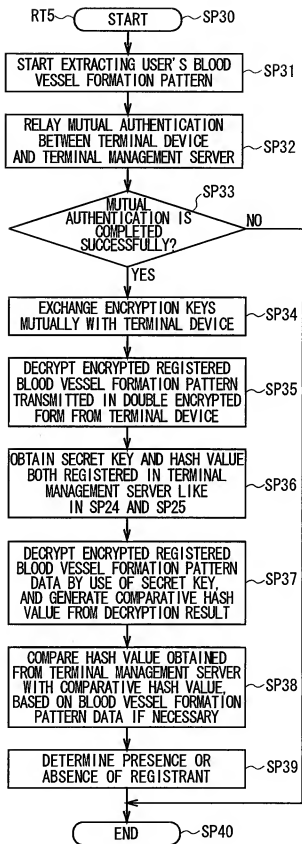 RT5
START
SP30
START EXTRACTING USER'S BLOOD
VESSEL FORMATION PATTERN
SP31
RELAY MUTUAL AUTHENTICATION
BETWEEN TERMINAL DEVICE
AND TERMINAL MANAGEMENT SERVER
SP32
SP33
MUTUAL
AUTHENTICATION IS
COMPLETED
SUCCESSFULLY?
NO
YES
EXCHANGE ENCRYPTION KEYS
MUTUALLY WITH TERMINAL DEVICE
SP34
DECRYPT ENCRYPTED REGISTERED
BLOOD VESSEL FORMATION PATTERN
TRANSMITTED IN DOUBLE ENCRYPTED
FORM FROM TERMINAL DEVICE
SP35
OBTAIN SECRET KEY AND HASH VALUE
BOTH REGISTERED IN TERMINAL
MANAGEMENT SERVER LIKE
IN SP24 AND SP25
SP36
DECRYPT ENCRYPTED REGISTERED
BLOOD VESSEL FORMATION PATTERN
DATA BY USE OF SECRET KEY,
AND GENERATE COMPARATIVE HASH
VALUE FROM DECRYPTION RESULT
SP37
COMPARE HASH VALUE OBTAINED
FROM TERMINAL MANAGEMENT SERVER
WITH COMPARATIVE HASH VALUE,
BASED ON BLOOD VESSEL FORMATION
PATTERN DATA IF NECESSARY
SP38
DETERMINE PRESENCE OR
ABSENCE OF REGISTRANT
SP39
END
SP40